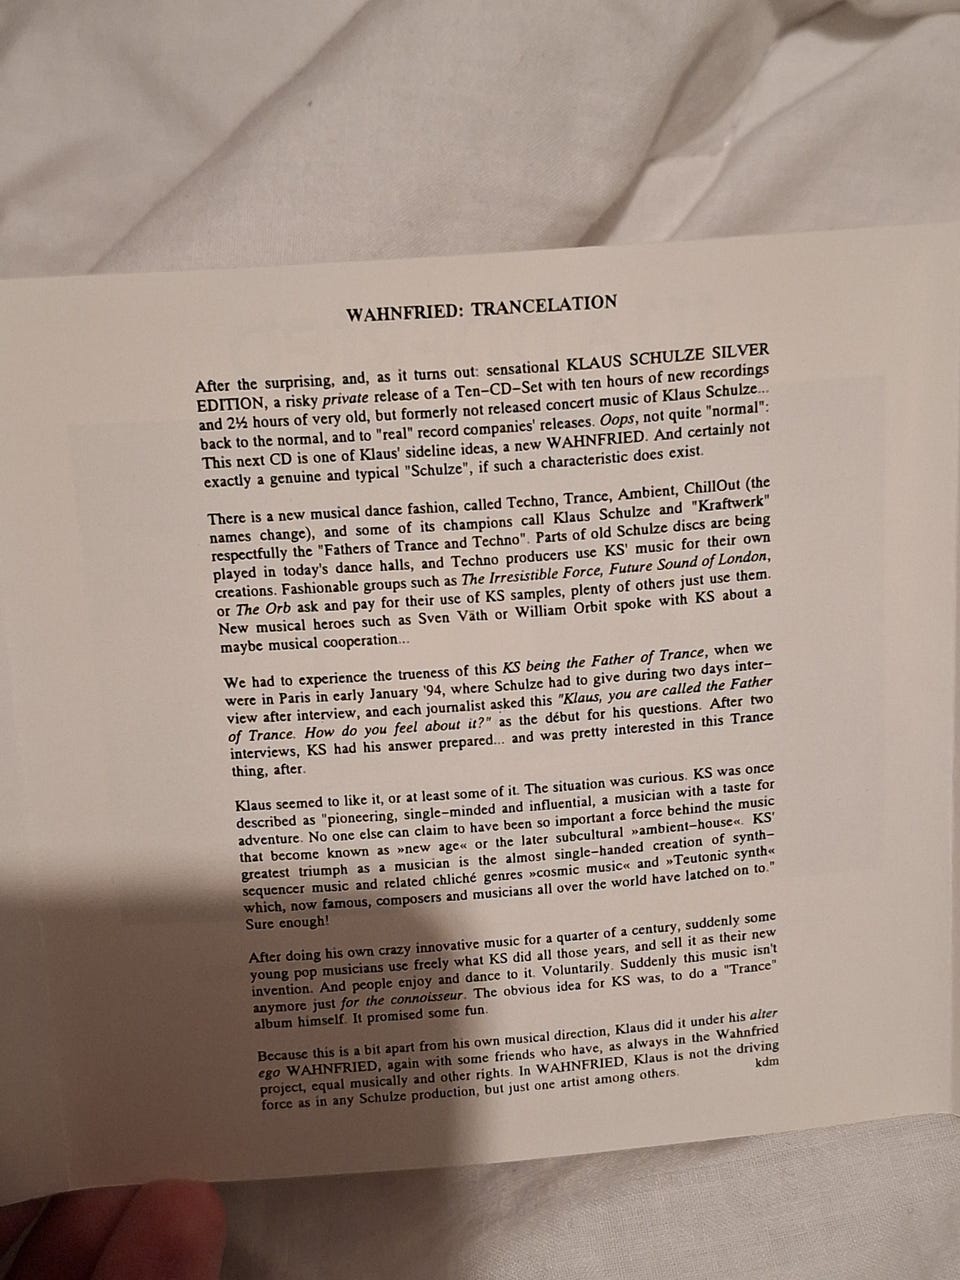 WAHNFRIED: TRANCELATION
After the surprising, and, as it turns out: sensational KLAUS SCHULZE SILVER
EDITION, a risky private release of a Ten-CD-Set with ten hours of new recordings
and 2½ hours of very old, but formerly not released concert music of Klaus Schulze...
back to the normal, and to "real" record companies' releases. Oops, not quite "normal":
This next CD is one of Klaus' sideline ideas, a new WAHNFRIED. And certainly not
exactly a genuine and typical "Schulze", if such a characteristic does exist.
There is a new musical dance fashion, called Techno, Trance, Ambient, ChillOut (the
names change), and some of its champions call Klaus Schulze and "Kraftwerk"
respectfully the "Fathers of Trance and Techno". Parts of old Schulze discs are being
played in today's dance halls, and Techno producers use KS' music for their own
creations. Fashionable groups such as The Irresistible Force, Future Sound of London,
or The Orb ask and pay for their use of KS samples, plenty of others just use them.
New musical heroes such as Sven Väth or William Orbit spoke with KS about a
maybe musical cooperation...
We had to experience the trueness of this KS being the Father of Trance, when we
were in Paris in early January '94, where Schulze had to give during two days inter-
view after interview, and each journalist asked this "Klaus, you are called the Father
of Trance. How do you feel about it?" as the début for his questions. After two
interviews, KS had his answer prepared... and was pretty interested in this Trance
thing, after.
Klaus seemed to like it, or at least some of it. The situation was curious. KS was once
described as "pioneering, single-minded and influential, a musician with a taste for
adventure. No one else can claim to have been so important a force behind the music
that become known as »new age« or the later subcultural »ambient-house«. KS'
greatest triumph as a musician is the almost single-handed creation of synth-
sequencer music and related chliché genres »cosmic music« and »Teutonic synth«
which, now famous, composers and musicians all over the world have latched on to."
Sure enough!
After doing his own crazy innovative music for a quarter of a century, suddenly some
young pop musicians use freely what KS did all those years, and sell it as their new
invention. And people enjoy and dance to it. Voluntarily. Suddenly this music isn't
anymore just for the connoisseur. The obvious idea for KS was, to do a "Trance"
album himself. It promised some fun.
Because this is a bit apart from his own musical direction, Klaus did it under his alter
ego WAHNFRIED, again with some friends who have, as always in the Wahnfried
project, equal musically and other rights. In WAHNFRIED, Klaus is not the driving
force as in any Schulze production, but just one artist among others. kdm